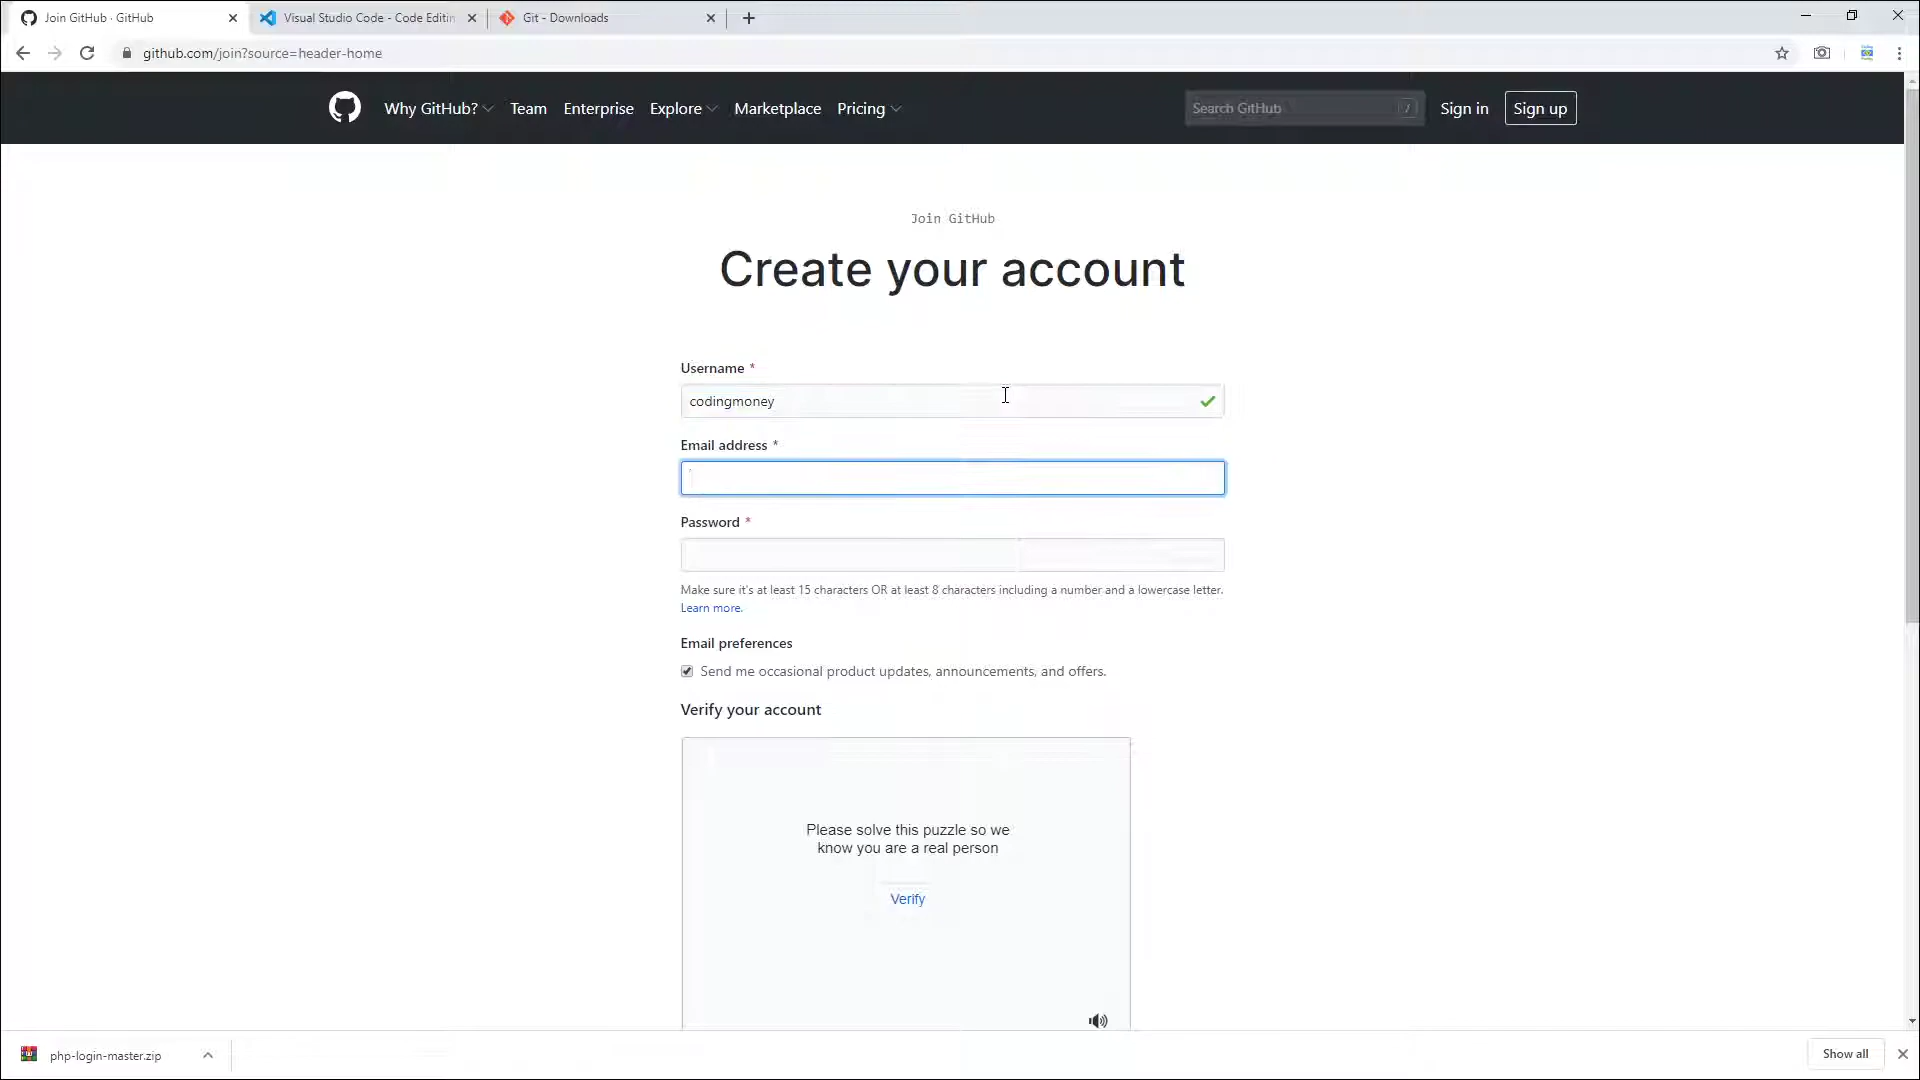 Join GitHub · GitHub
Visual Studio Code - Code Editin
Git - Downloads
github.com/join?source=header-home
Why GitHub?
Team
Enterprise
Explore
Marketplace
Pricing
Search GitHub
/
Sign in
Sign up
Join GitHub
Create your account
Username *
codingmoney
Email address *
Password *
Make sure it's at least 15 characters OR at least 8 characters including a number and a lowercase letter.
Learn more.
Email preferences
Send me occasional product updates, announcements, and offers.
Verify your account
Please solve this puzzle so we
know you are a real person
Verify
php-login-master.zip
Show all